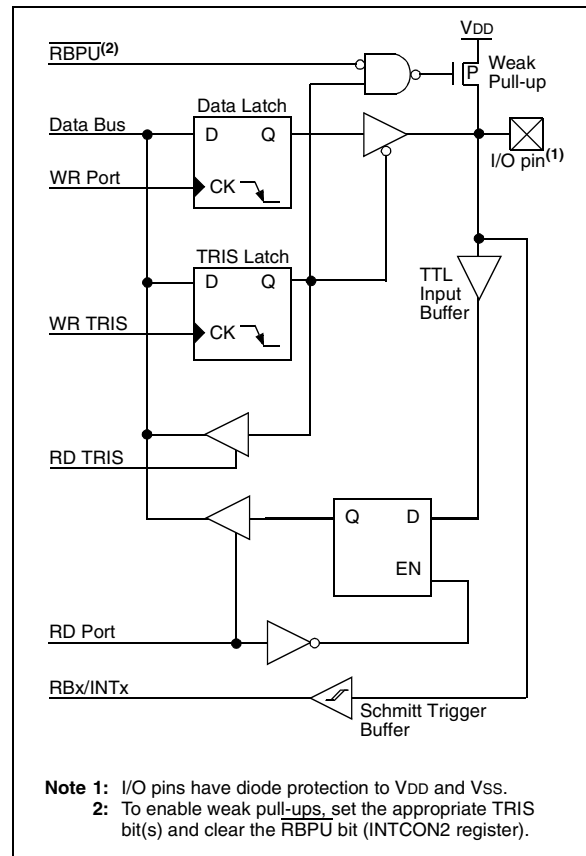 VDD
RBPU(2)
Weak
P
Pull-up
Data Latch
Data Bus
D Q
I/O pin(1)
WR Port
CK
TRIS Latch
D Q
TTL
Input
Buffer
WR TRIS
CK
RD TRIS
Q D
EN
RD Port
RBx/INTx
Schmitt Trigger
Buffer
Note 1: I/O pins have diode protection to VDD and VSS.
2: To enable weak pull-ups, set the appropriate TRIS
bit(s) and clear the RBPU bit (INTCON2 register).